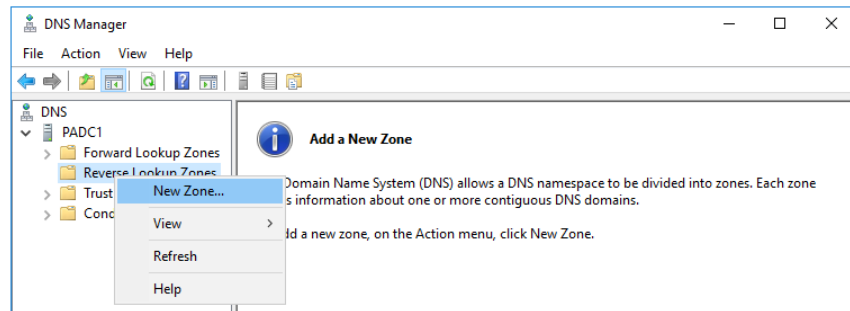 DNS Manager
File Action View Help
DNS
PADC1
Forward Lookup Zones
Reverse Lookup Zones
Trust
Cond
New Zone...
View
Refresh
Help
Add a New Zone
Domain Name System (DNS) allows a DNS namespace to be divided into zones. Each zone
s information about one or more contiguous DNS domains.
dd a new zone, on the Action menu, click New Zone.